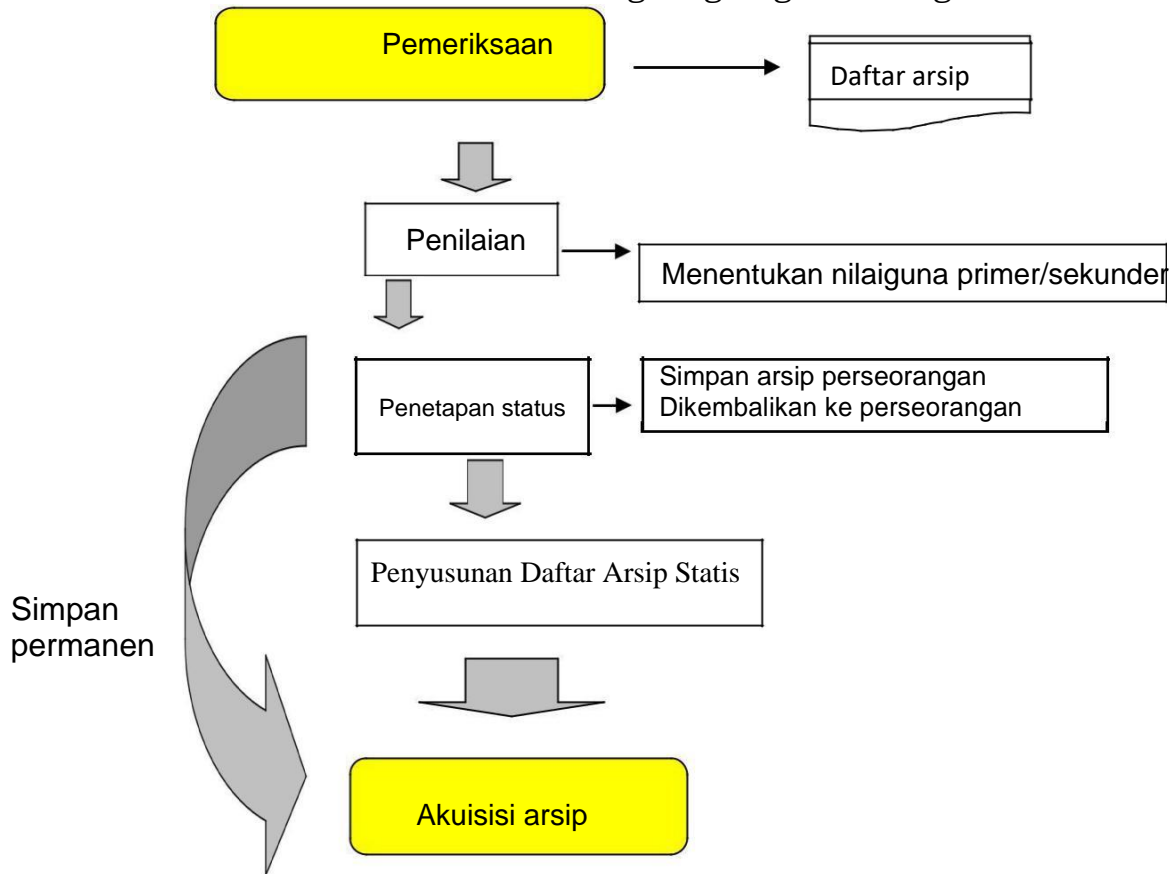 Pemeriksaan
Daftar arsip
Penilaian
Menentukan nilaiguna primer/sekunder
Penetapan status
Simpan arsip perseorangan
Dikembalikan ke perseorangan
Penyusunan Daftar Arsip Statis
Simpan
permanen
Akuisisi arsip